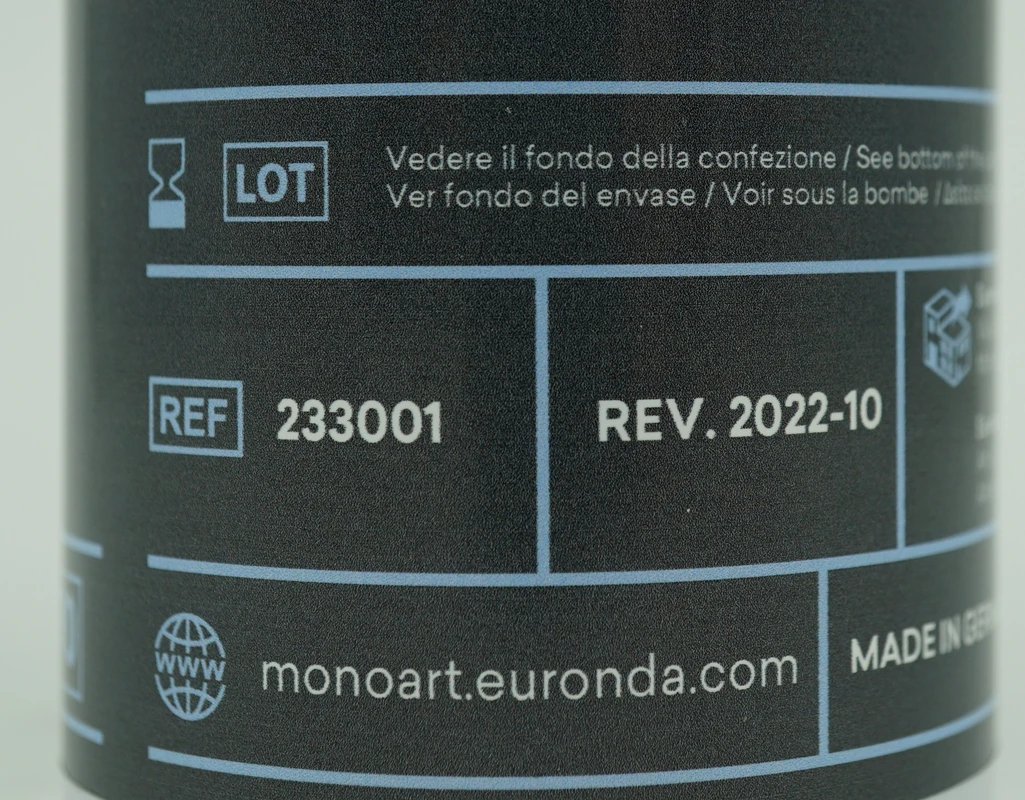 LOT
Vedere il fondo della confezione / See bottom of
Ver fondo del envase / Voir sous la bombe /
REF 233001
REV. 2022-10
www
monoart.euronda.com
MADE IN